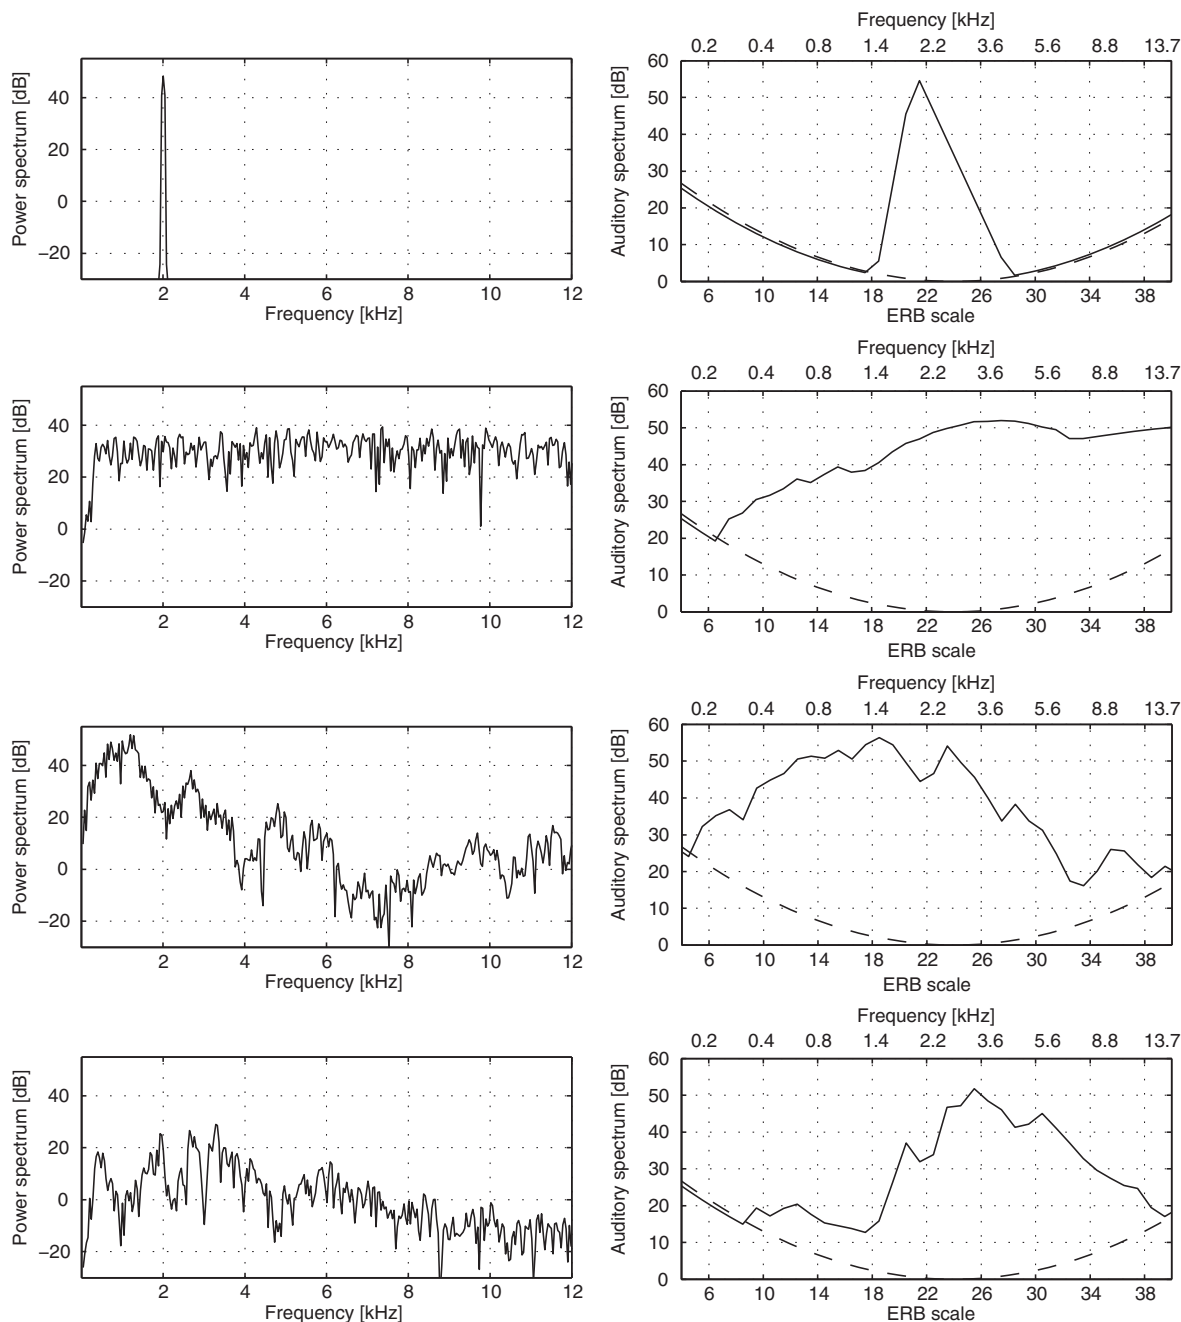 Power spectrum [dB]
40
20
0
−20
2 4 6 8 10 12
Frequency [kHz]
Frequency [kHz]
0.2 0.4 0.8 1.4 2.2 3.6 5.6 8.8 13.7
Auditory spectrum [dB]
60
50
40
30
20
10
0
6 10 14 18 22 26 30 34 38
ERB scale
Power spectrum [dB]
40
20
0
−20
2 4 6 8 10 12
Frequency [kHz]
Frequency [kHz]
0.2 0.4 0.8 1.4 2.2 3.6 5.6 8.8 13.7
Auditory spectrum [dB]
60
50
40
30
20
10
0
6 10 14 18 22 26 30 34 38
ERB scale
Power spectrum [dB]
40
20
0
−20
2 4 6 8 10 12
Frequency [kHz]
Frequency [kHz]
0.2 0.4 0.8 1.4 2.2 3.6 5.6 8.8 13.7
Auditory spectrum [dB]
60
50
40
30
20
10
0
6 10 14 18 22 26 30 34 38
ERB scale
Power spectrum [dB]
40
20
0
−20
2 4 6 8 10 12
Frequency [kHz]
Frequency [kHz]
0.2 0.4 0.8 1.4 2.2 3.6 5.6 8.8 13.7
Auditory spectrum [dB]
60
50
40
30
20
10
0
6 10 14 18 22 26 30 34 38
ERB scale